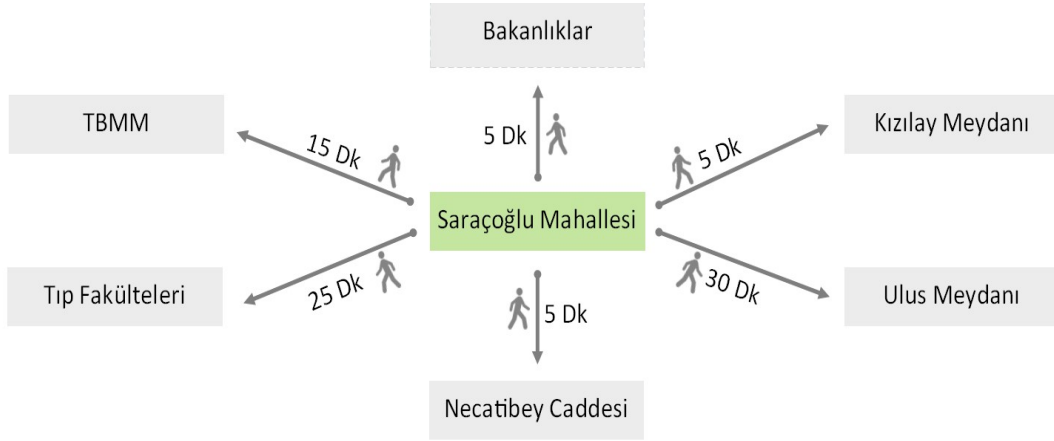 Bakanlıklar
TBMM
Kızılay Meydanı
15 Dk
5 Dk
5 Dk
Saraçoğlu Mahallesi
Tıp Fakülteleri
25 Dk
5 Dk
30 Dk
Ulus Meydanı
Necatibey Caddesi